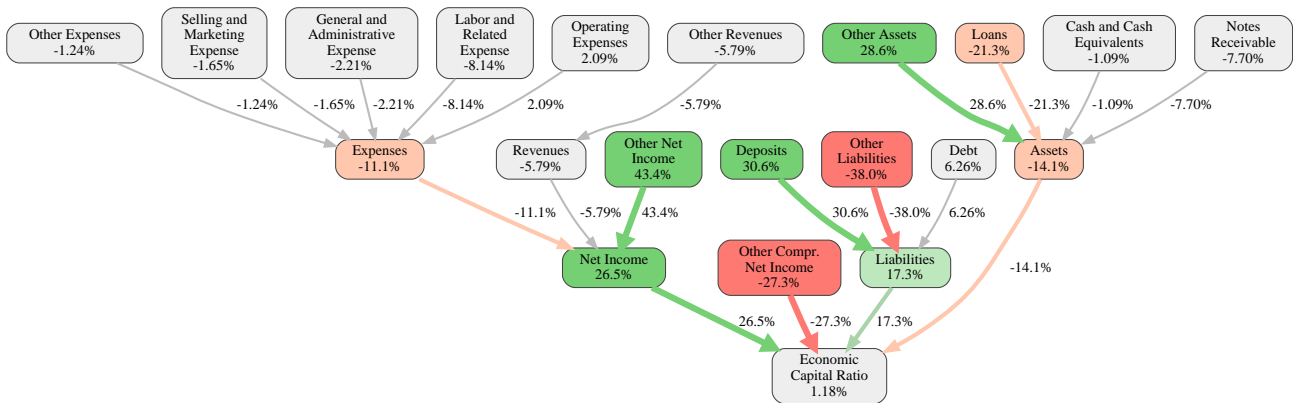 Other Expenses
-1.24%
Selling and
Marketing
Expense
-1.65%
General and
Administrative
Expense
-2.21%
Labor and
Related
Expense
-8.14%
Operating
Expenses
2.09%
Other Revenues
-5.79%
Other Assets
28.6%
Loans
-21.3%
Cash and Cash
Equivalents
-1.09%
Notes
Receivable
-7.70%
-1.24%
-1.65%
-2.21%
-8.14%
2.09%
-5.79%
28.6%
-21.3%
-1.09%
-7.70%
Expenses
-11.1%
Revenues
-5.79%
Other Net
Income
43.4%
Deposits
30.6%
Other
Liabilities
-38.0%
Debt
6.26%
Assets
-14.1%
-11.1%
-5.79%
43.4%
30.6%
-38.0%
6.26%
Net Income
26.5%
Other Compr.
Net Income
-27.3%
Liabilities
17.3%
-14.1%
26.5%
-27.3%
17.3%
Economic
Capital Ratio
1.18%